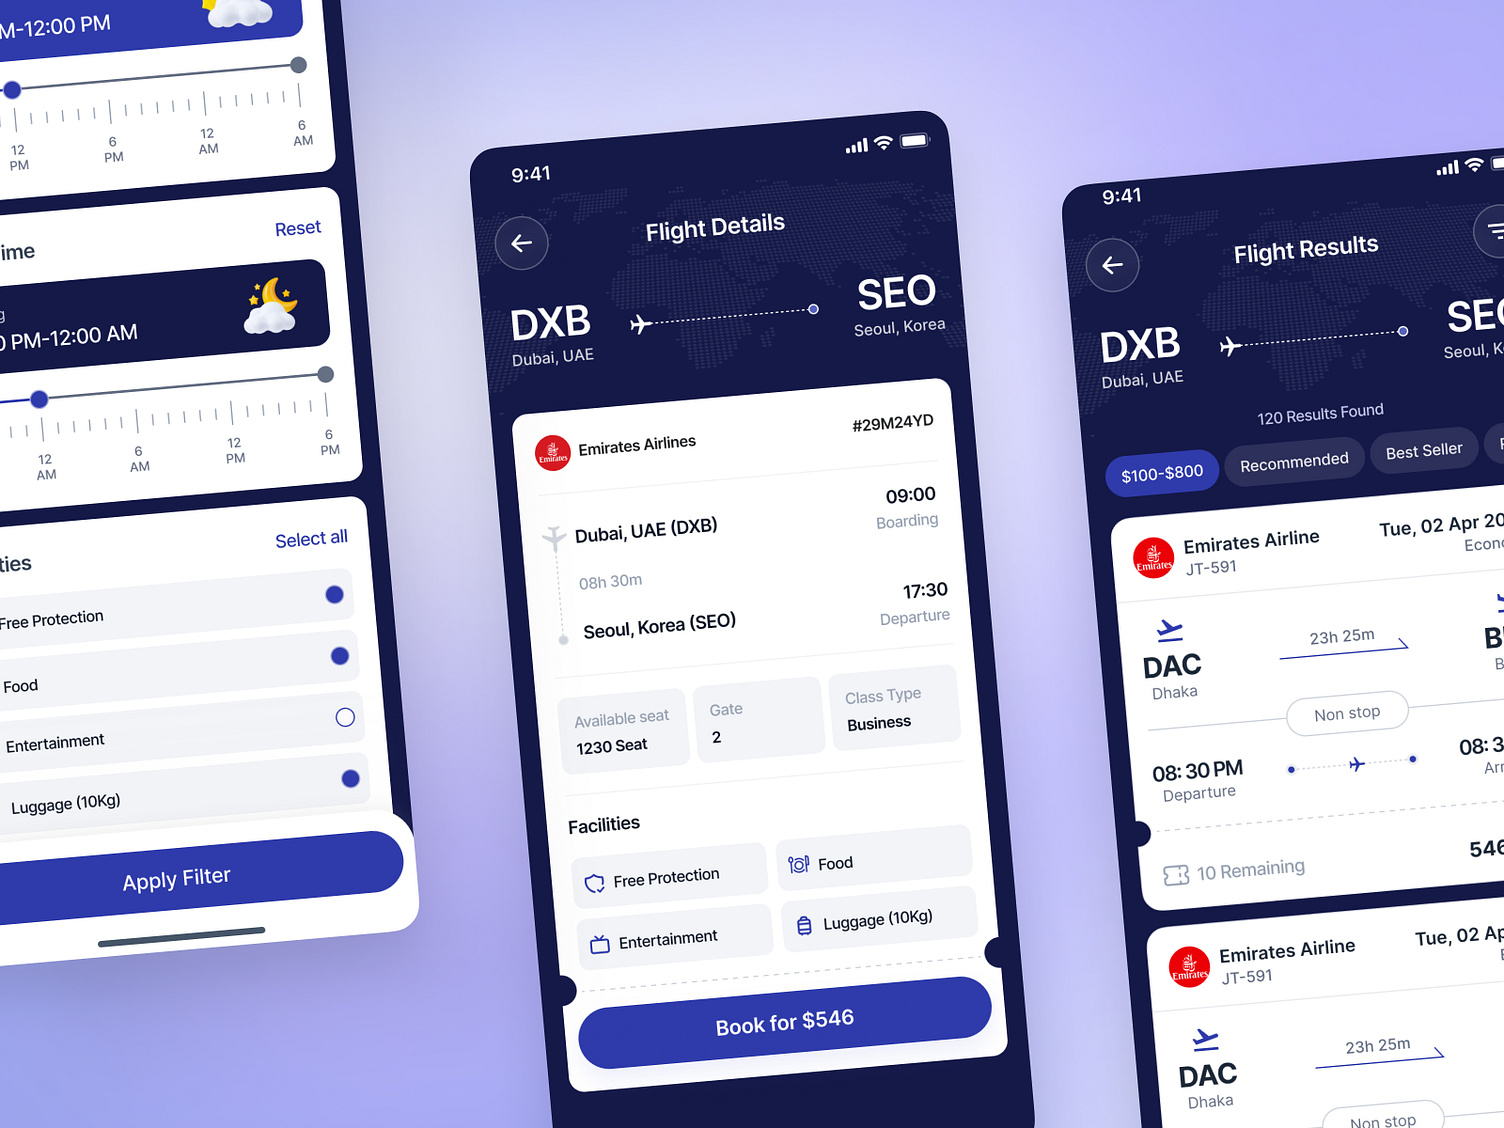 M-12:00 PM
12 PM
6 PM
12 AM
6 AM
ime
Reset
g
0 PM-12:00 AM
12 AM
6 AM
12 PM
6 PM
ties
Select all
Free Protection
Food
Entertainment
Luggage (10Kg)
Apply Filter
9:41
Flight Details
DXB
Dubai, UAE
SEO
Seoul, Korea
Emirates
Emirates Airlines
#29M24YD
Dubai, UAE (DXB)
09:00
Boarding
08h 30m
Seoul, Korea (SEO)
17:30
Departure
Available seat
1230 Seat
Gate
2
Class Type
Business
Facilities
Free Protection
Food
Entertainment
Luggage (10Kg)
Book for $546
9:41
Flight Results
DXB
Dubai, UAE
SEO
Seoul, K
120 Results Found
$100-$800
Recommended
Best Seller
Emirates
Emirates Airline
JT-591
Tue, 02 Apr 20
Econo
DAC
Dhaka
23h 25m
B
B
Non stop
08: 30 PM
Departure
08: 3
Arr
10 Remaining
546
Emirates
Emirates Airline
JT-591
Tue, 02 Ap
E
DAC
Dhaka
23h 25m
Non stop